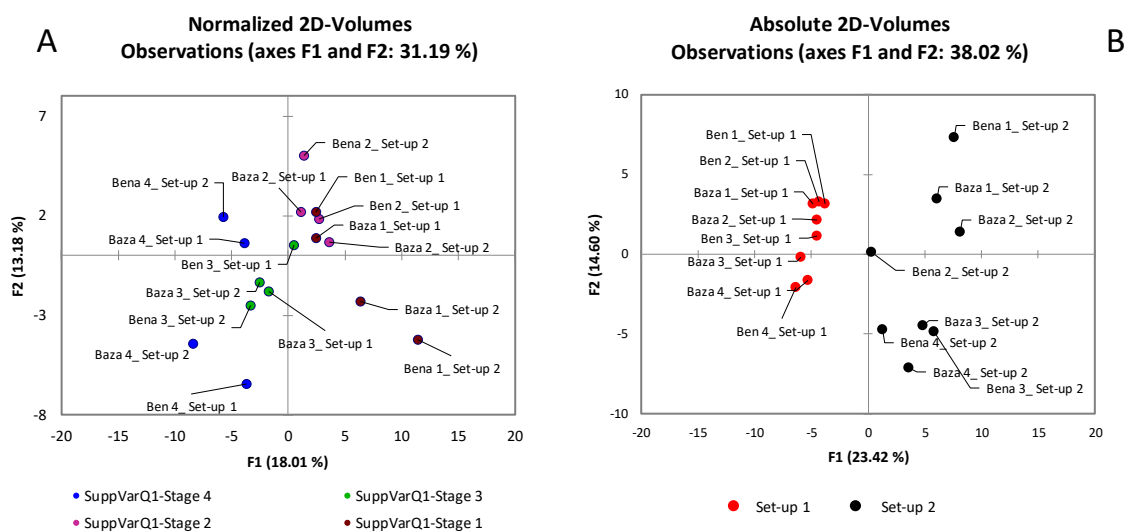 A
Normalized 2D-Volumes
Observations (axes F1 and F2: 31.19 %)
7
2
-3
-8
F2 (13.18 %)
Bena 2_ Set-up 2
Baza 2_ Set-up 1
Ben 1_ Set-up 1
Bena 4_ Set-up 2
Ben 2_ Set-up 1
Baza 1_ Set-up 1
Baza 4_ Set-up 1
Baza 2_ Set-up 2
Ben 3_ Set-up 1
Baza 3_ Set-up 2
Baza 1_ Set-up 2
Bena 3_ Set-up 2
Baza 3_ Set-up 1
Baza 4_ Set-up 2
Bena 1_ Set-up 2
Ben 4_ Set-up 1
-20 -15 -10 -5 0 5 10 15 20
F1 (18.01 %)
SuppVarQ1-Stage 4 SuppVarQ1-Stage 3
SuppVarQ1-Stage 2 SuppVarQ1-Stage 1
Absolute 2D-Volumes
Observations (axes F1 and F2: 38.02 %)
B
10
5
0
-5
-10
F2 (14.60 %)
Bena 1_ Set-up 2
Ben 1_ Set-up 1
Ben 2_ Set-up 1
Baza 1_ Set-up 2
Baza 1_ Set-up 1
Baza 2_ Set-up 1
Baza 2_ Set-up 2
Ben 3_ Set-up 1
Baza 3_ Set-up 1
Bena 2_ Set-up 2
Baza 4_ Set-up 1
Baza 3_ Set-up 2
Ben 4_ Set-up 1
Bena 4_ Set-up 2
Baza 4_ Set-up 2
Bena 3_ Set-up 2
-20 -15 -10 -5 0 5 10 15 20
F1 (23.42 %)
Set-up 1 Set-up 2